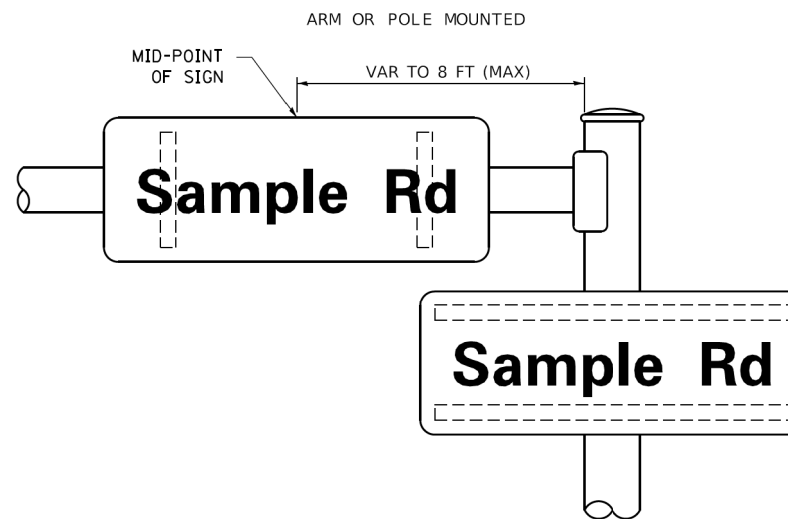 ARM OR POLE MOUNTED
MID-POINT
OF SIGN
VAR TO 8 FT (MAX)
Sample Rd
Sample Rd